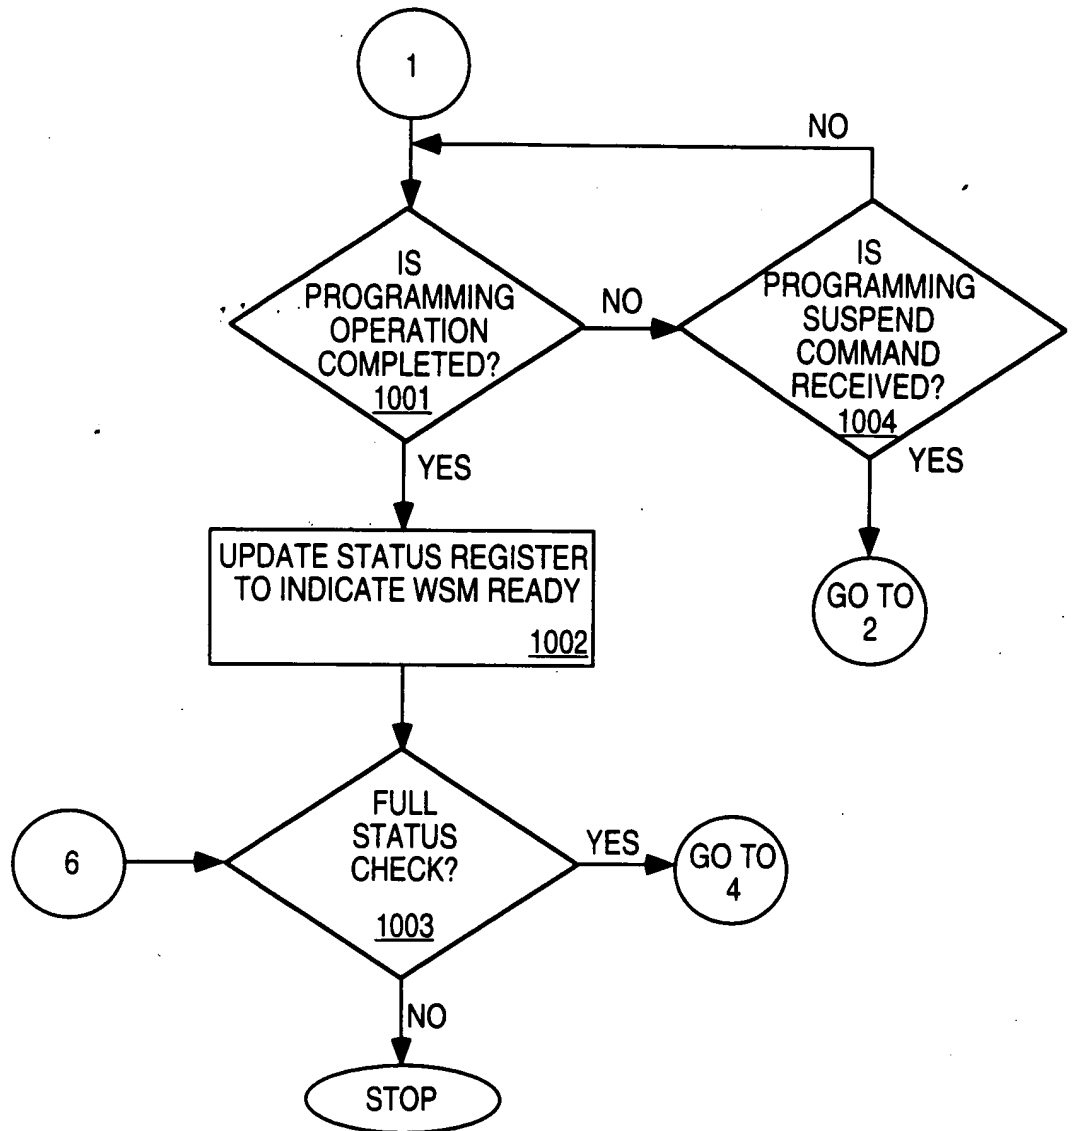 1
NO
IS
PROGRAMMING
OPERATION
COMPLETED?
1001
NO
IS
PROGRAMMING
SUSPEND
COMMAND
RECEIVED?
1004
YES
YES
UPDATE STATUS REGISTER
TO INDICATE WSM READY
1002
GO TO
2
6
FULL
STATUS
CHECK?
1003
YES
GO TO
4
NO
STOP